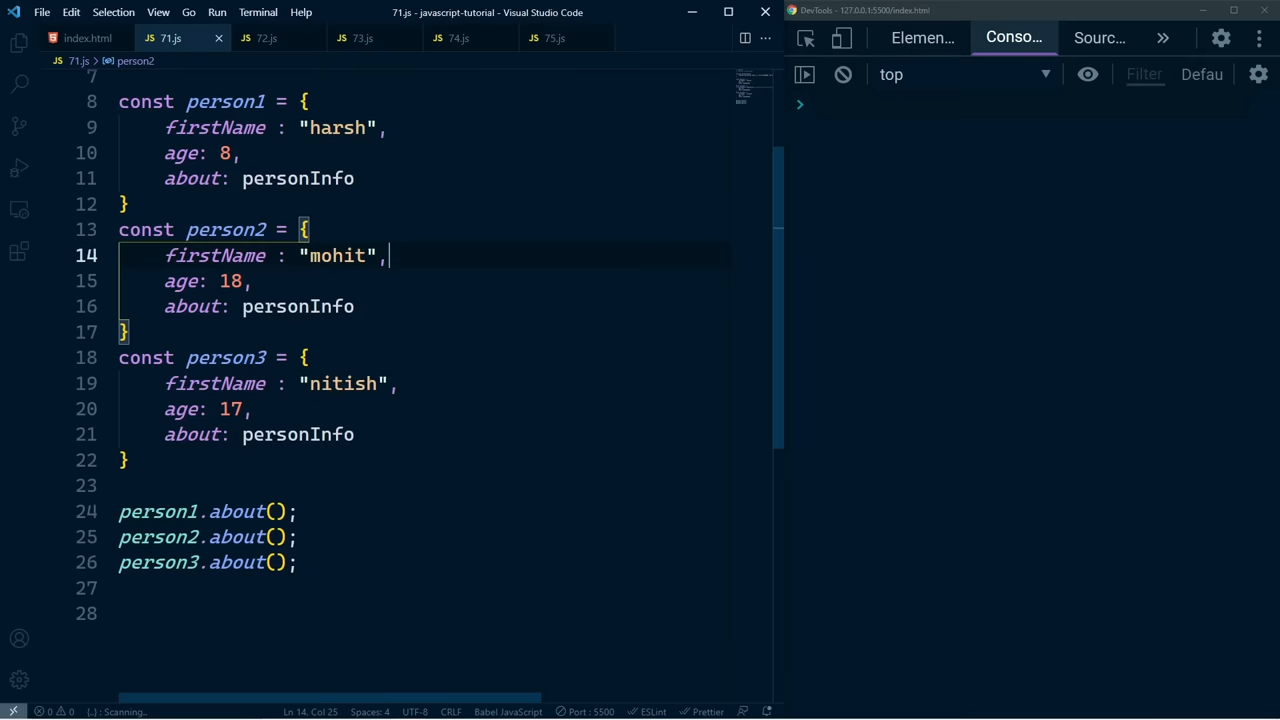 File Edit Selection View Go Run Terminal Help 71.js - javascript-tutorial - Visual Studio Code
index.html JS 71.js JS 72.js JS 73.js JS 74.js JS 75.js
JS 71.js > person2
7
8 const person1 = {
9 firstName : "harsh",
10 age: 8,
11 about: personInfo
12 }
13 const person2 = {
14 firstName : "mohit",
15 age: 18,
16 about: personInfo
17 }
18 const person3 = {
19 firstName : "nitish",
20 age: 17,
21 about: personInfo
22 }
23
24 person1.about();
25 person2.about();
26 person3.about();
27
28
0 0 {..} : Scanning.. Ln 14, Col 25 Spaces: 4 UTF-8 CRLF Babel JavaScript Port : 5500 ESLint Prettier
DevTools - 127.0.0.1:5500/index.html
Elemen... Conso... Sourc... »
top Filter Defau